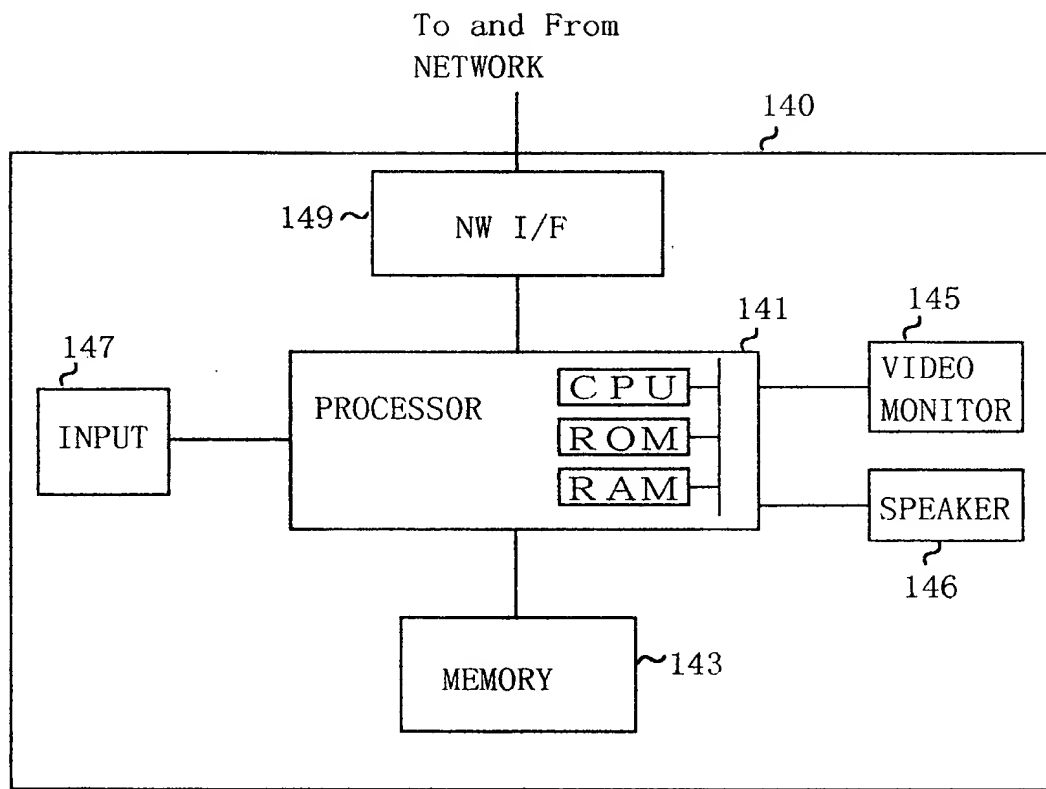 To and From
NETWORK
140
149
NW I/F
141
145
147
VIDEO
MONITOR
PROCESSOR
CPU
ROM
RAM
INPUT
SPEAKER
146
MEMORY
143